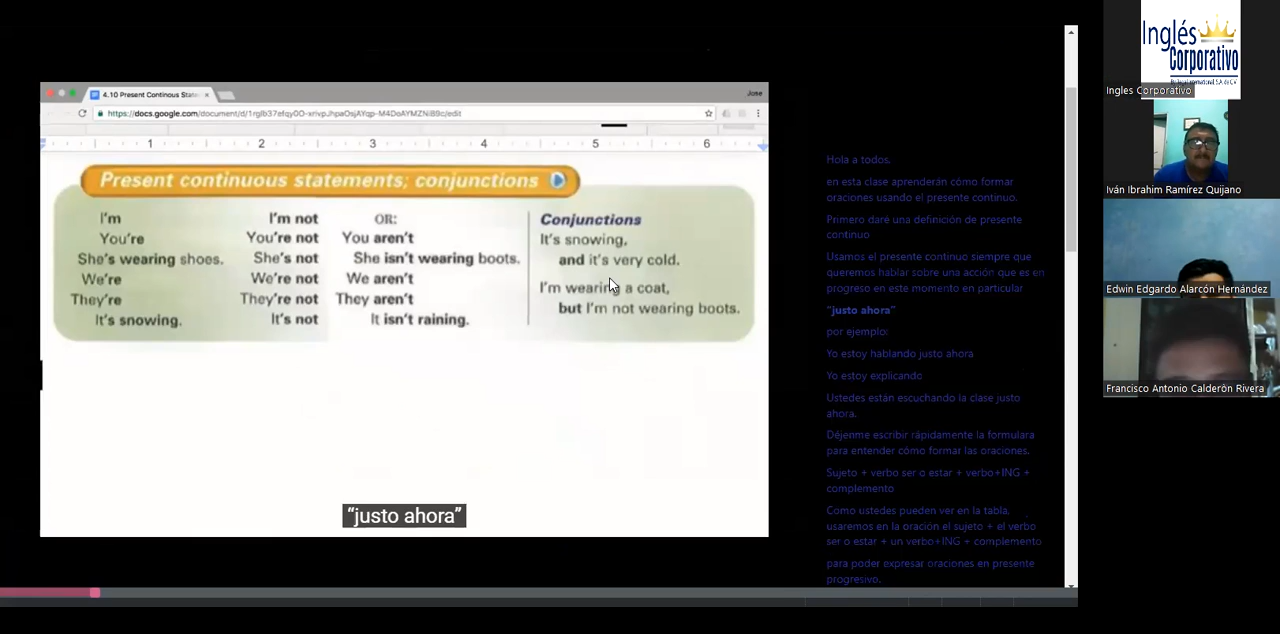 4.10 Present Continous State
Jose
https://docs.google.com/document/d/
1 2 3 4 5 6
Present continuous statements; conjunctions
I'm
You're
She's wearing shoes.
We're
They're
It's snowing.
I'm not
You're not
She's not
We're not
They're not
It's not
OR:
You aren't
She isn't wearing boots.
We aren't
They aren't
It isn't raining.
Conjunctions
It's snowing,
and it's very cold.
I'm wearing a coat,
but I'm not wearing boots.
"justo ahora"
Hola a todos,
en esta clase aprenderán cómo formar
oraciones usando el presente continuo.
Primero daré una definición de presente
continuo
Usamos el presente continuo siempre que
queremos hablar sobre una acción que es en
progreso en este momento en particular
"justo ahora"
por ejemplo:
Yo estoy hablando justo ahora
Yo estoy explicando
Ustedes están escuchando la clase justo
ahora.
Déjenme escribir rápidamente la formulara
para entender cómo formar las oraciones.
Sujeto + verbo ser o estar + verbo+ING +
complemento
Como ustedes pueden ver en la tabla,
usaremos en la oración el sujeto + el verbo
ser o estar + un verbo+ING + complemento
para poder expresar oraciones en presente
progresivo.
Inglés
Corporativo
Ingles Corporativo
Iván Ibrahim Ramírez Quijano
Edwin Edgardo Alarcón Hernández
Francisco Antonio Calderón Rivera